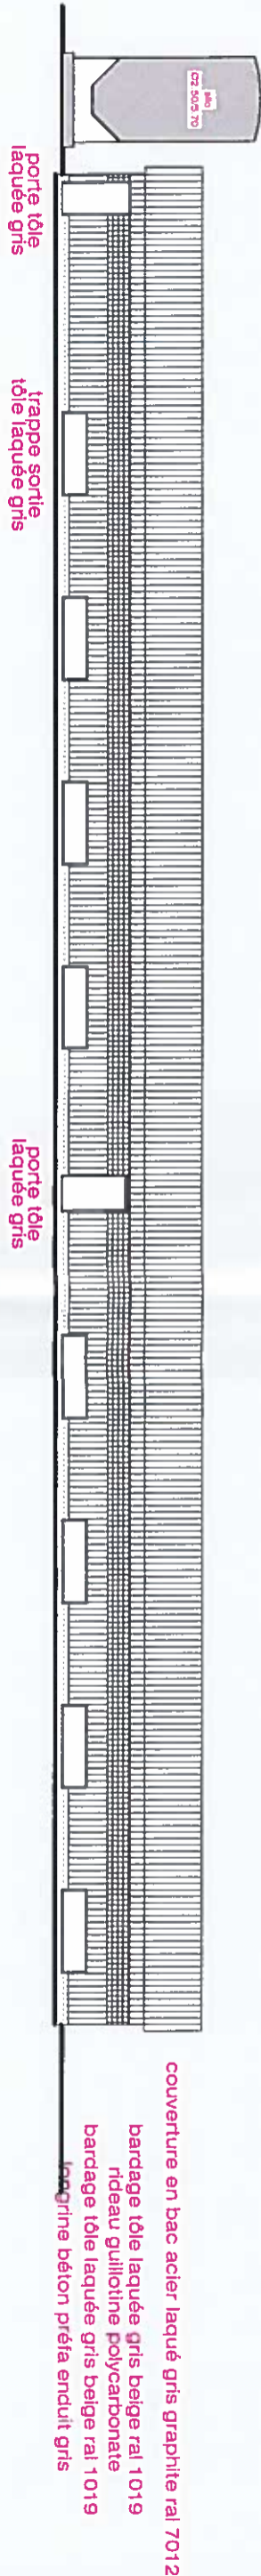 silo
∅2 50/5 70
porte tôle
laquée gris
trappe sortie
tôle laquée gris
porte tôle
laquée gris
couverture en bac acier laqué gris graphite ral 7012
bardage tôle laquée gris beige ral 1019
rideau guillotine polycarbonate
bardage tôle laquée gris beige ral 1019
longrine béton préfa enduit gris